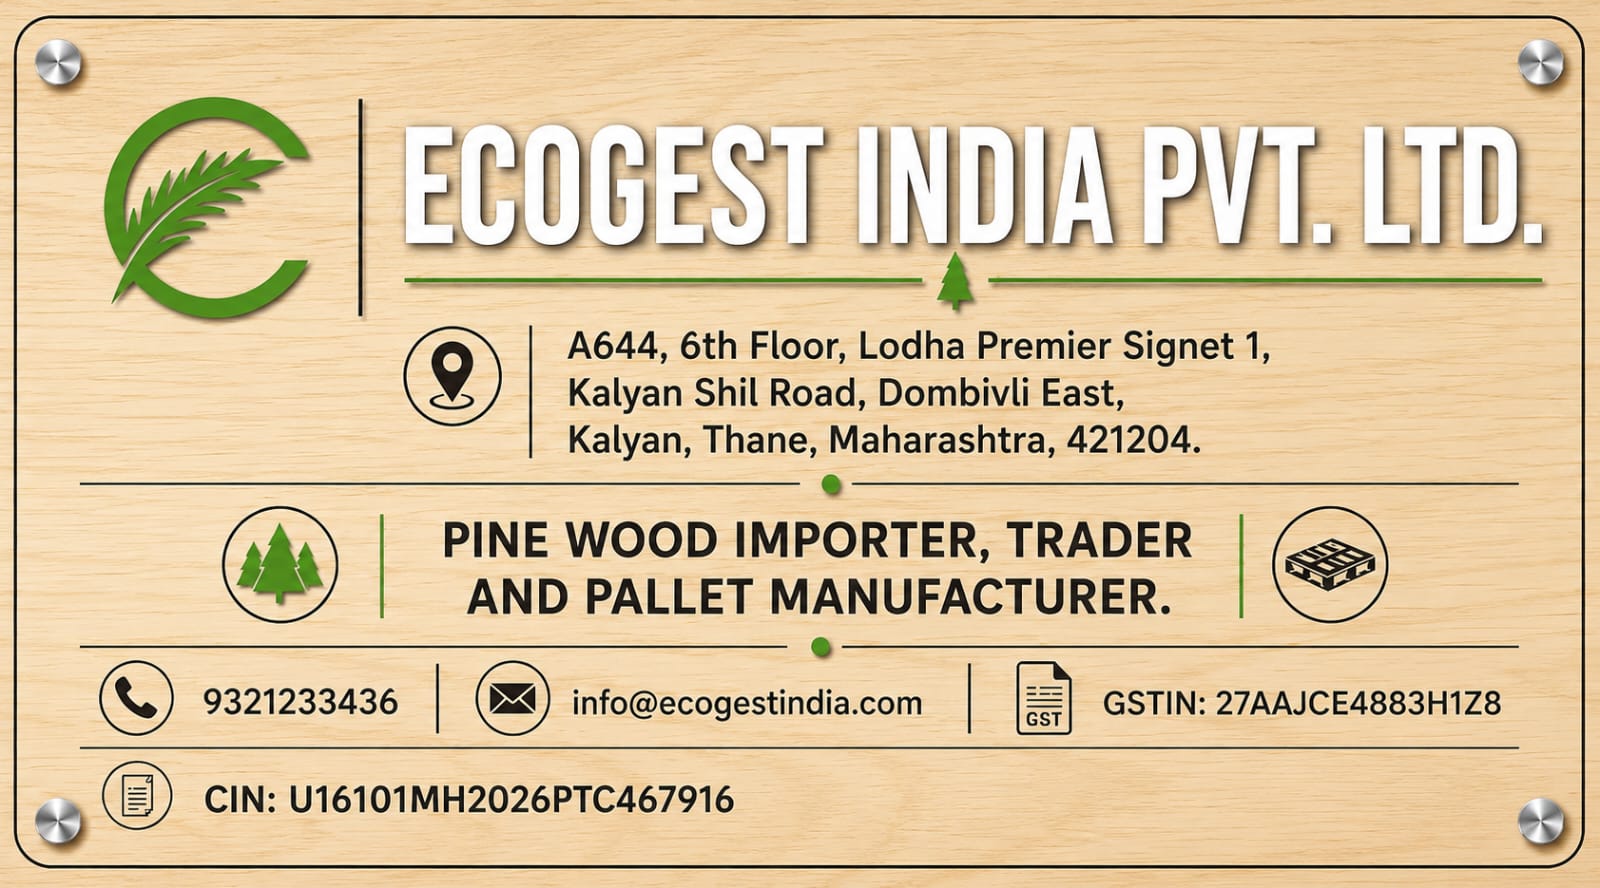 ECOGEST INDIA PVT. LTD.
A644, 6th Floor, Lodha Premier Signet 1,
Kalyan Shil Road, Dombivli East,
Kalyan, Thane, Maharashtra, 421204.
PINE WOOD IMPORTER, TRADER
AND PALLET MANUFACTURER.
9321233436
info@ecogestindia.com
GST
GSTIN: 27AAJCE4883H1Z8
CIN: U16101MH2026PTC467916